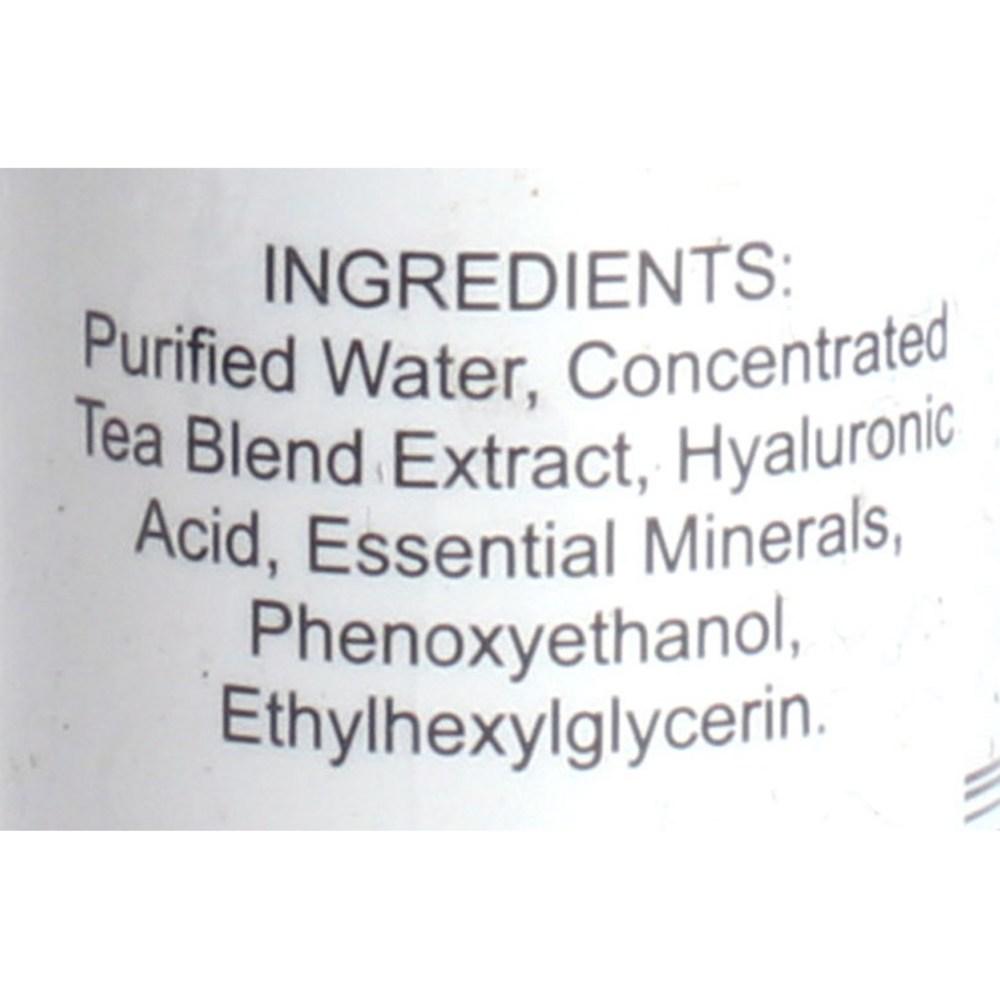 INGREDIENTS:
Purified Water, Concentrated
Tea Blend Extract, Hyaluronic
Acid, Essential Minerals,
Phenoxyethanol,
Ethylhexylglycerin.